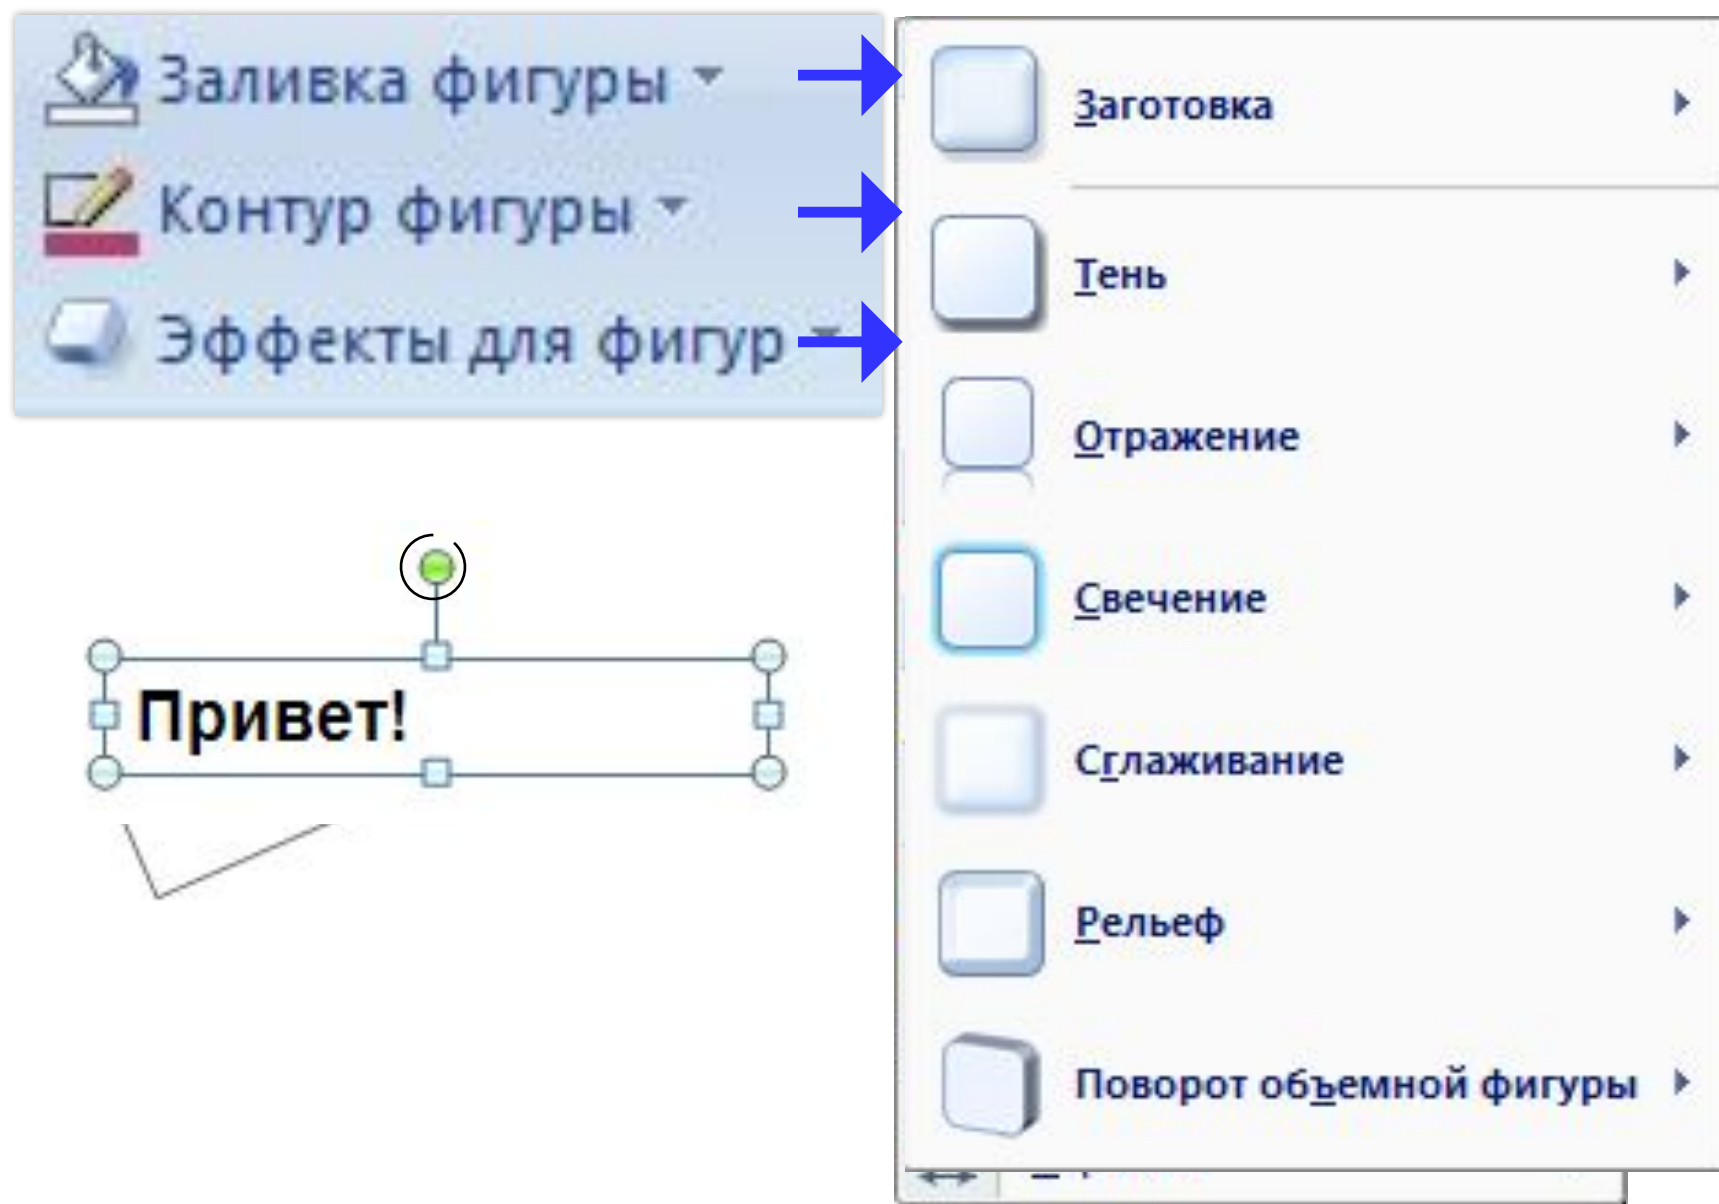 Заливка фигуры
Контур фигуры
Эффекты для фигур
Привет!
Заготовка
Тень
Отражение
Свечение
Сглаживание
Рельеф
Поворот объемной фигуры